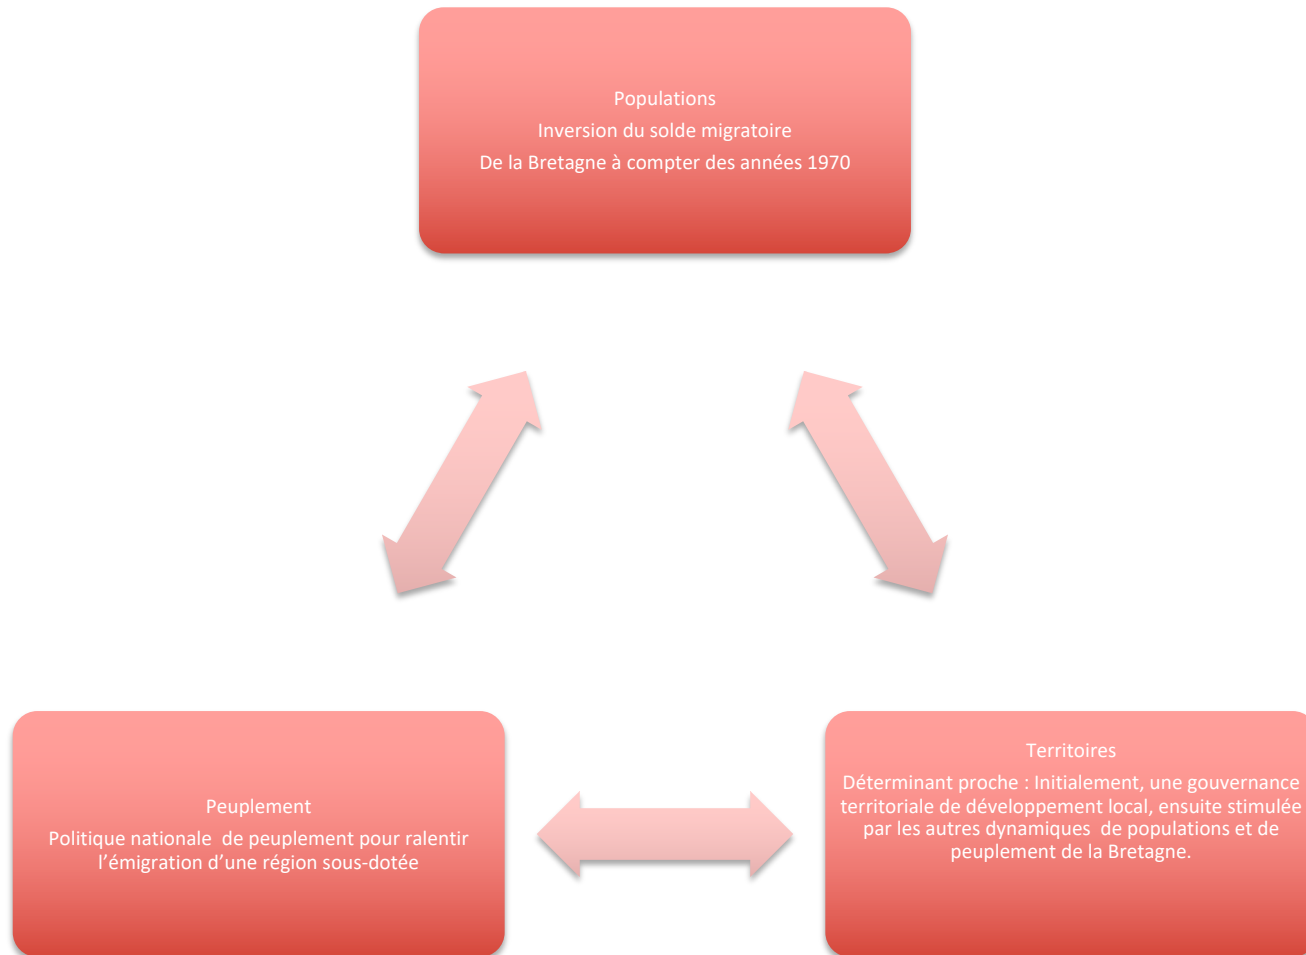 Populations
Inversion du solde migratoire
De la Bretagne à compter des années 1970
Peuplement
Politique nationale  de peuplement pour ralentir
l’émigration d’une région sous-dotée
Territoires
Déterminant proche : Initialement, une gouvernance
territoriale de développement local, ensuite stimulée
par les autres dynamiques  de populations et de
peuplement de la Bretagne.